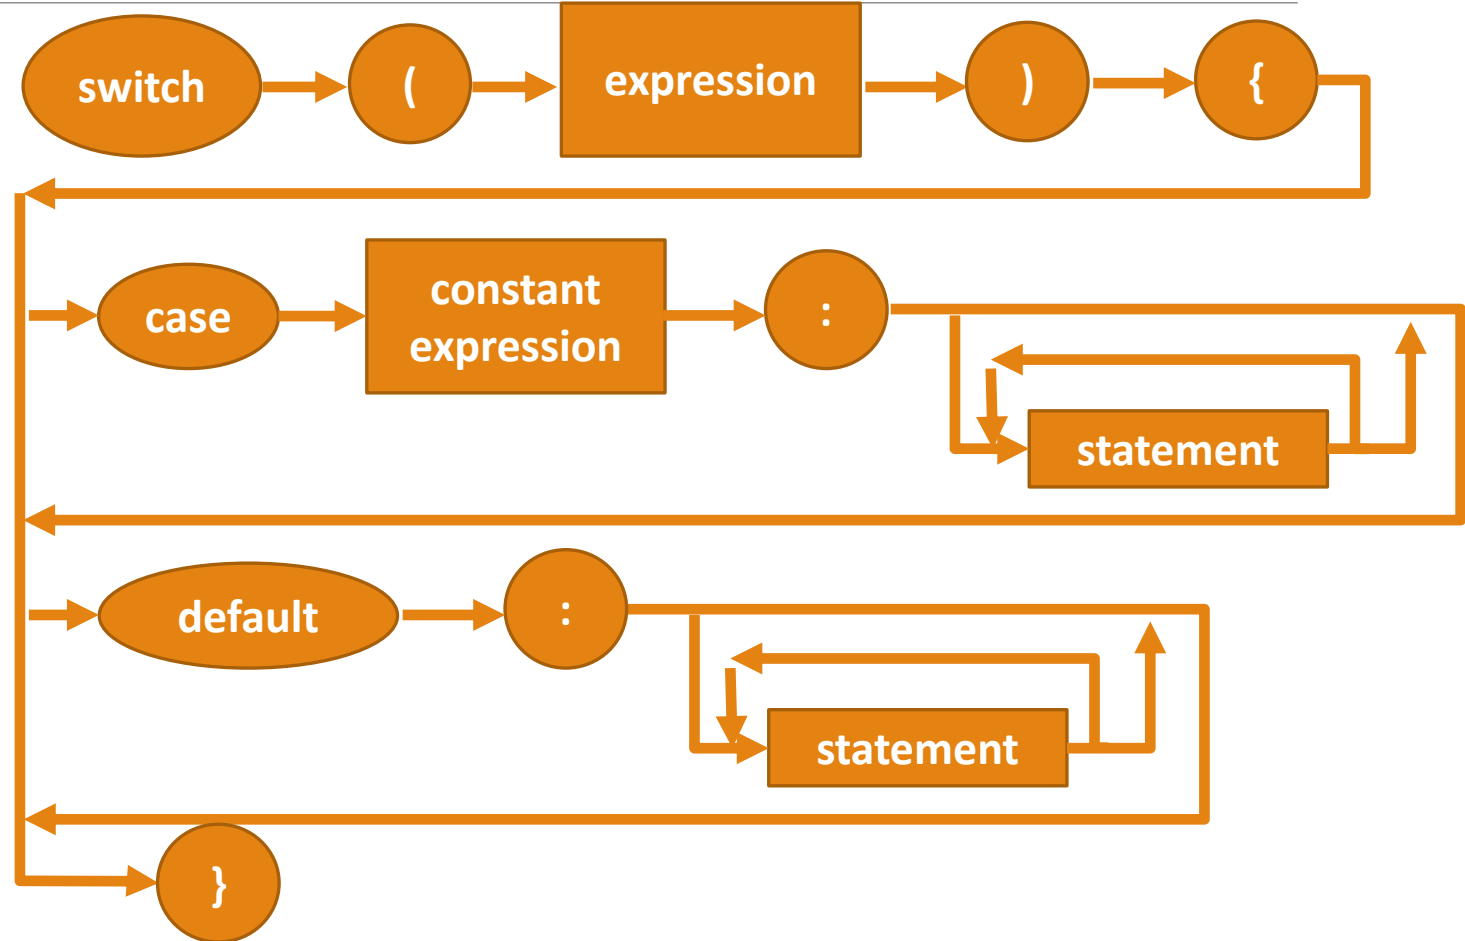 switch
(
expression
)
{
case
constant
expression
:
statement
default
:
statement
}